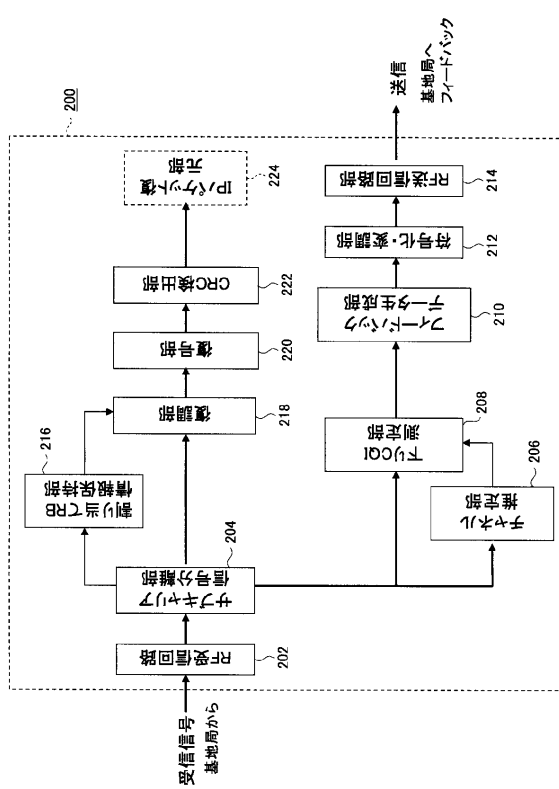 200
受信信号
基地局から
RF受信回路
202
サブキャリア
信号分離部
204
割り当てRB
情報保持部
216
復調部
218
復号部
220
CRC検出部
222
IPパケット復
元部
224
チャネル
推定部
206
下りCQI
測定部
208
フィードバック
データ生成部
210
符号化・変調部
212
RF送信回路部
214
送信
基地局へ
フィードバック